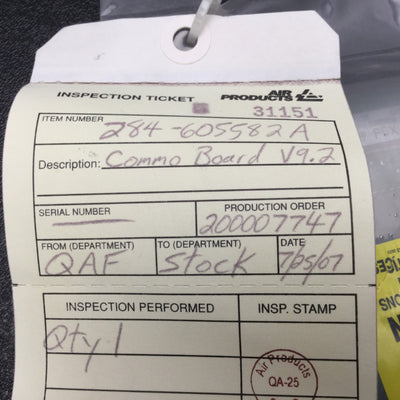 INSPECTION TICKET
AIR PRODUCTS
31151
ITEM NUMBER 284-605582A
Description: Commo Board V9.2
SERIAL NUMBER
PRODUCTION ORDER
200007747
FROM (DEPARTMENT) TO (DEPARTMENT) DATE
QAF Stock 7/25/07
INSPECTION PERFORMED INSP. STAMP
Qty 1
Air Products
QA-25